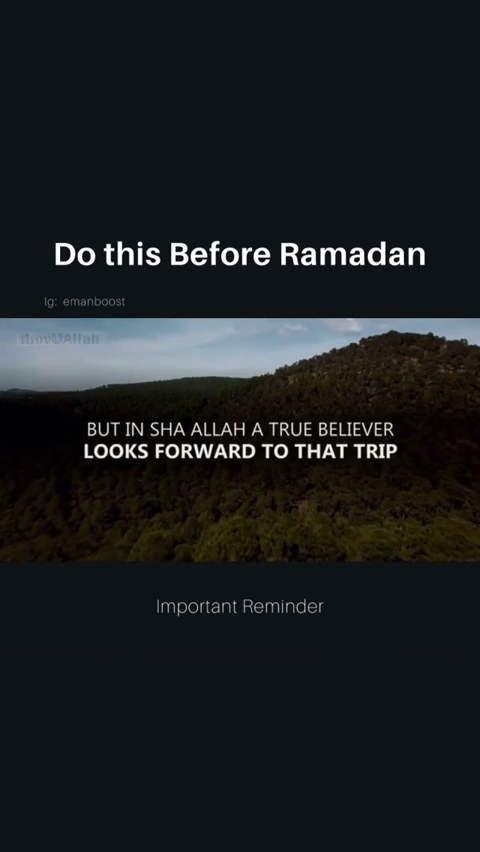 Do this Before Ramadan
Ig: emanboost
BUT IN SHA ALLAH A TRUE BELIEVER
LOOKS FORWARD TO THAT TRIP
Important Reminder